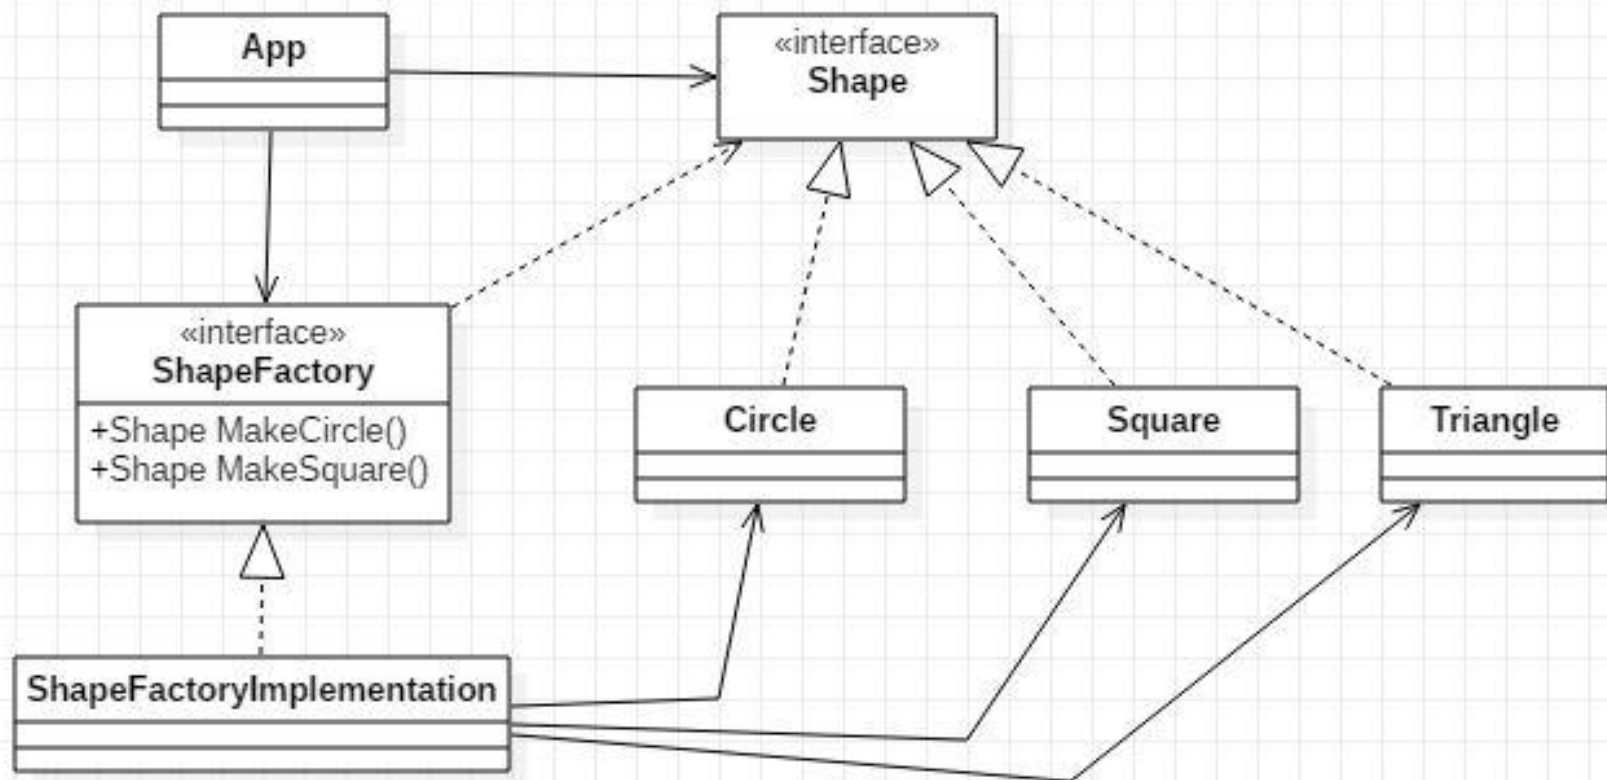 App
«interface»
Shape
«interface»
ShapeFactory
+Shape MakeCircle()
+Shape MakeSquare()
Circle
Square
Triangle
ShapeFactoryImplementation